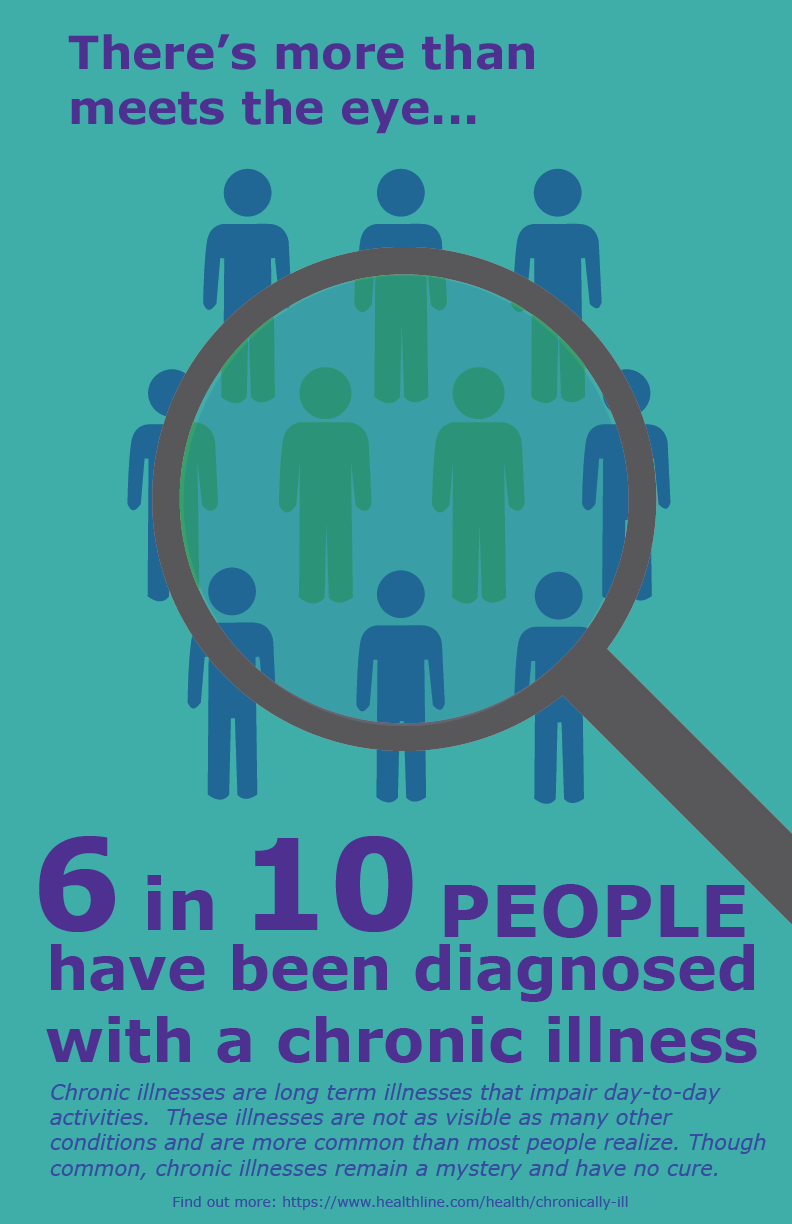 There’s more than
meets the eye...
6 in 10 PEOPLE
have been diagnosed
with a chronic illness
Chronic illnesses are long term illnesses that impair day-to-day
activities.  These illnesses are not as visible as many other
conditions and are more common than most people realize. Though
common, chronic illnesses remain a mystery and have no cure.
Find out more: https://www.healthline.com/health/chronically-ill